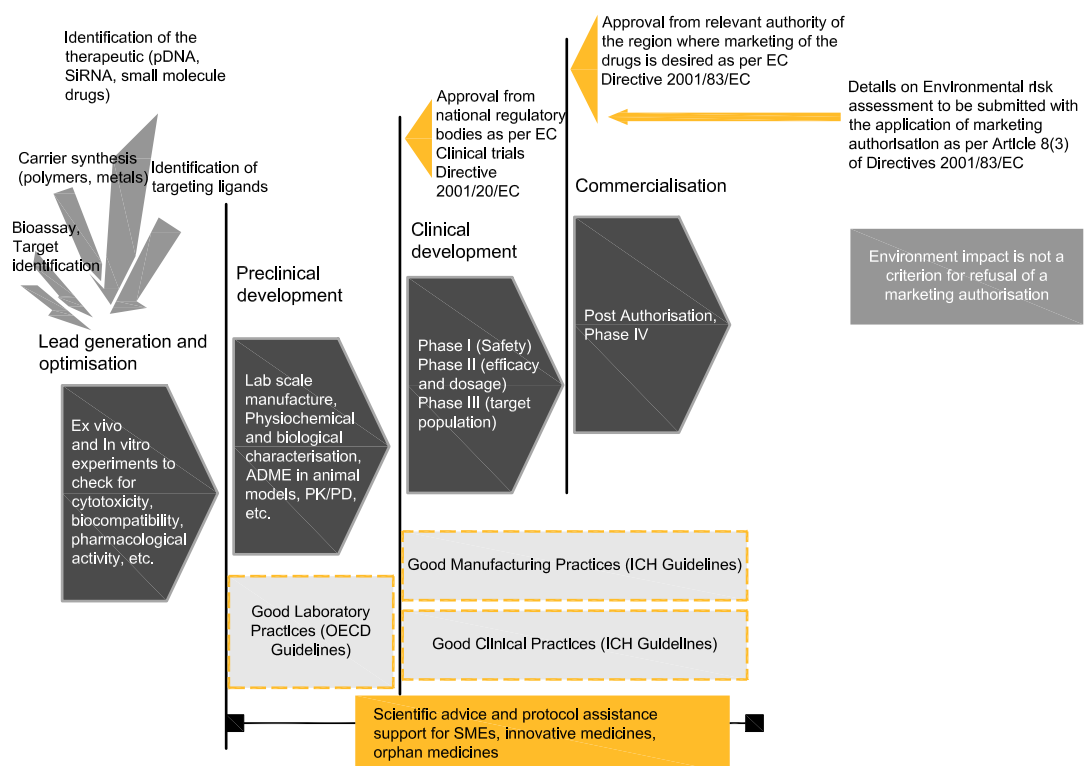 Identification of the
therapeutic (pDNA,
SiRNA, small molecule
drugs)
Carrier synthesis
(polymers, metals)
Identification of
targeting ligands
Bioassay,
Target
identification
Lead generation and
optimisation
Ex vivo
and In vitro
experiments to
check for
cytotoxicity,
biocompatibility,
pharmacological
activity, etc.
Preclinical
development
Lab scale
manufacture,
Physiochemical
and biological
characterisation,
ADME in animal
models, PK/PD,
etc.
Good Laboratory
Practices (OECD
Guidelines)
Approval from
national regulatory
bodies as per EC
Clinical trials
Directive
2001/20/EC
Clinical
development
Phase I (Safety)
Phase II (efficacy
and dosage)
Phase III (target
population)
Good Manufacturing Practices (ICH Guidelines)
Good Clinical Practices (ICH Guidelines)
Approval from relevant authority of
the region where marketing of the
drugs is desired as per EC
Directive 2001/83/EC
Commercialisation
Post Authorisation,
Phase IV
Details on Environmental risk
assessment to be submitted with
the application of marketing
authorisation as per Article 8(3)
of Directives 2001/83/EC
Environment impact is not a
criterion for refusal of a
marketing authorisation
Scientific advice and protocol assistance
support for SMEs, innovative medicines,
orphan medicines